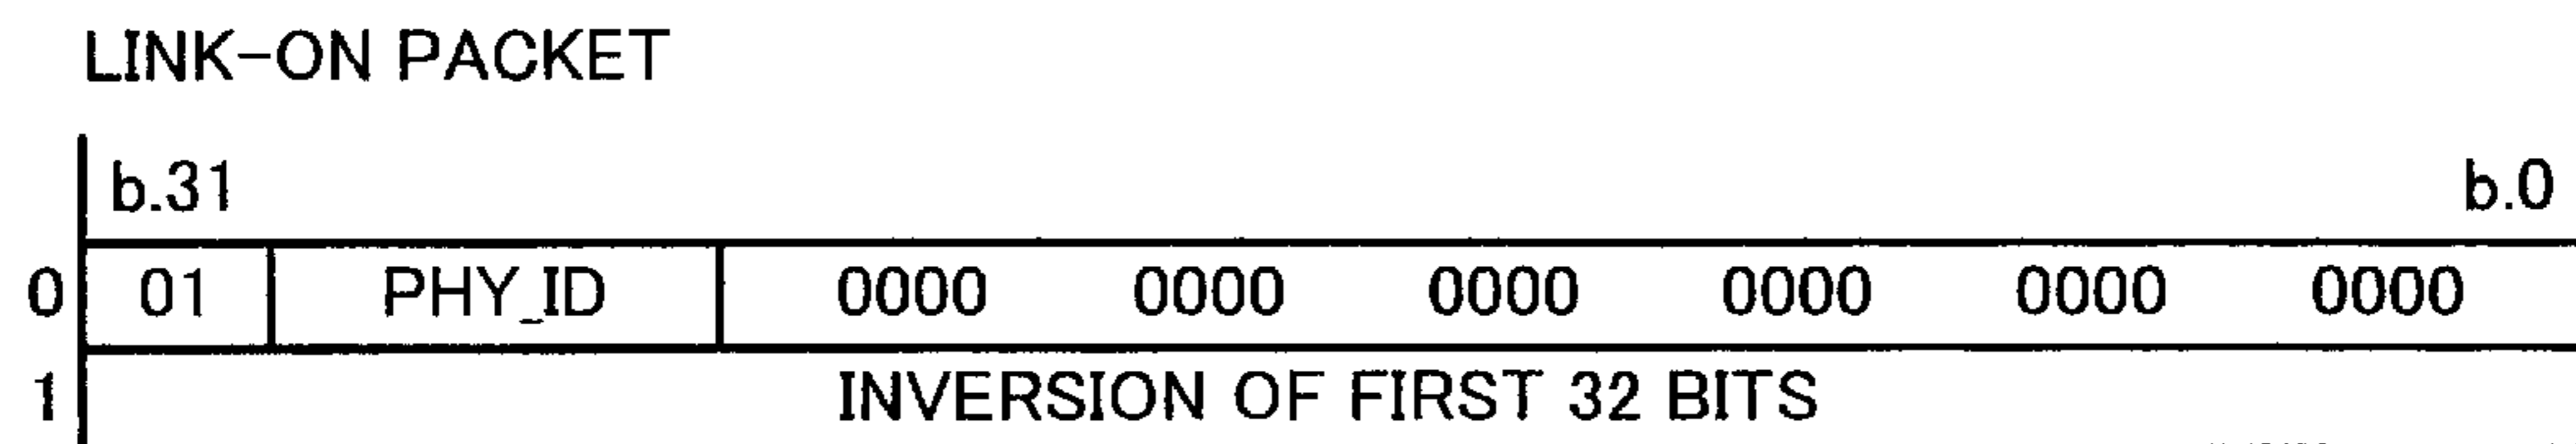 LINK-ON PACKET
b.31 b.0
0 01 PHY_ID 0000 0000 0000 0000 0000 0000
1 INVERSION OF FIRST 32 BITS